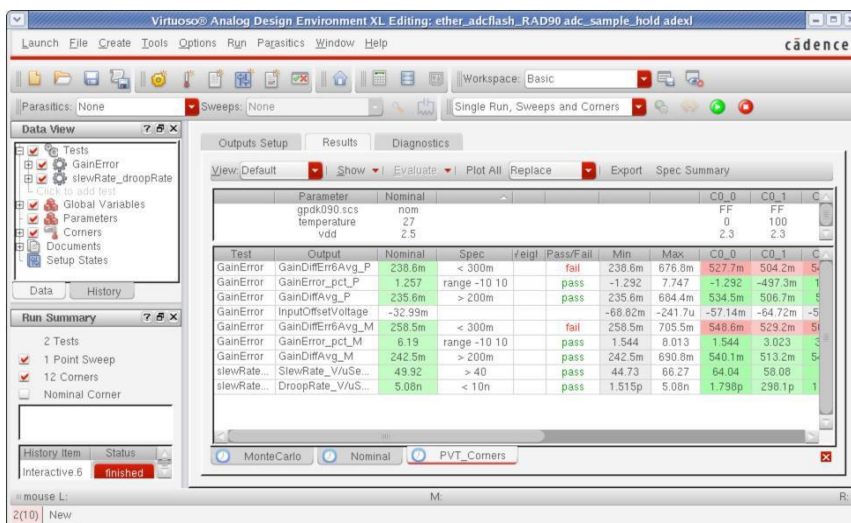 Virtuoso® Analog Design Environment XL Editing: ether_adcflash_RAD90 adc_sample_hold adexl
Launch File Create Tools Options Run Parasitics Window Help
cādence
Workspace: Basic
Parasitics: None
Sweeps: None
Single Run, Sweeps and Corners
Data View
Tests
GainError
slewRate_droopRate
Click to add test
Global Variables
Parameters
Corners
Documents
Setup States
Data History
Run Summary
2 Tests
1 Point Sweep
12 Corners
Nominal Corner
History Item Status
Interactive.6 finished
Outputs Setup Results Diagnostics
View: Default Show Evaluate Plot All Replace Export Spec Summary
Parameter Nominal C0_0 C0_1 C
gpdk090.scs nom FF FF
temperature 27 0 100
vdd 2.5 2.3 2.3
Test Output Nominal Spec Weight Pass/Fail Min Max C0_0 C0_1 C
GainError GainDiffErr6Avg_P 238.6m < 300m fail 238.6m 676.8m 527.7m 504.2m 54
GainError GainError_pct_P 1.257 range -10 10 pass -1.292 7.747 -1.292 -497.3m 1
GainError GainDiffAvg_P 235.6m > 200m pass 235.6m 684.4m 534.5m 506.7m 5
GainError InputOffsetVoltage -32.99m -68.82m -241.7u -57.14m -64.72m -5
GainError GainDiffErr6Avg_M 258.5m < 300m fail 258.5m 705.5m 548.6m 529.2m 5
GainError GainError_pct_M 6.19 range -10 10 pass 1.544 8.013 1.544 3.023 3
GainError GainDiffAvg_M 242.5m > 200m pass 242.5m 690.8m 540.1m 513.2m 54
slewRate... SlewRate_V/uSe... 49.92 > 40 pass 44.73 66.27 64.04 58.08
slewRate... DroopRate_V/uS... 5.08n < 10n pass 1.515p 5.08n 1.798p 298.1p 1
MonteCarlo Nominal PVT_Corners
mouse L: M: R:
2(10) New